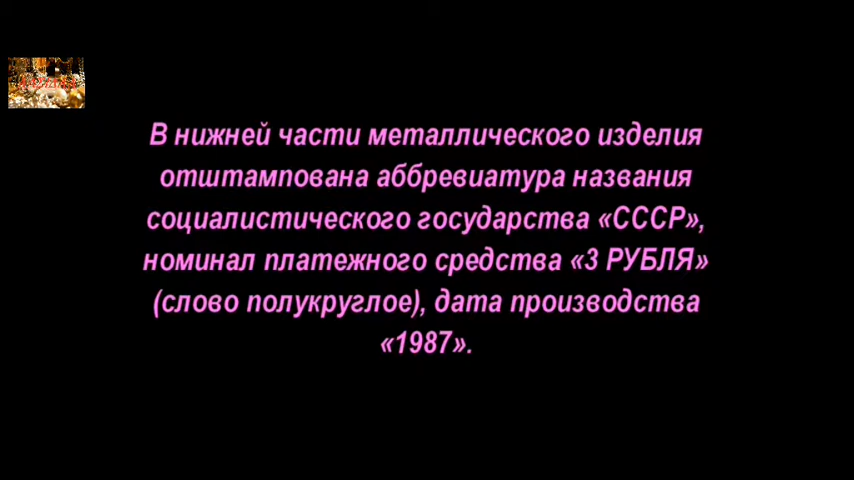 В нижней части металлического изделия
отштампована аббревиатура названия
социалистического государства «СССР»,
номинал платежного средства «3 РУБЛЯ»
(слово полукруглое), дата производства
«1987».